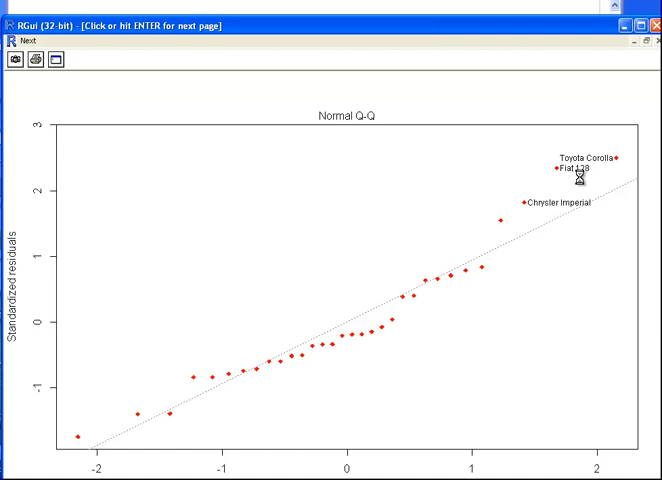 RGui (32-bit) - [Click or hit ENTER for next page]
Next
Normal Q-Q
Standardized residuals
3
2
1
0
-1
Toyota Corolla
Fiat 128
Chrysler Imperial
-2
-1
0
1
2